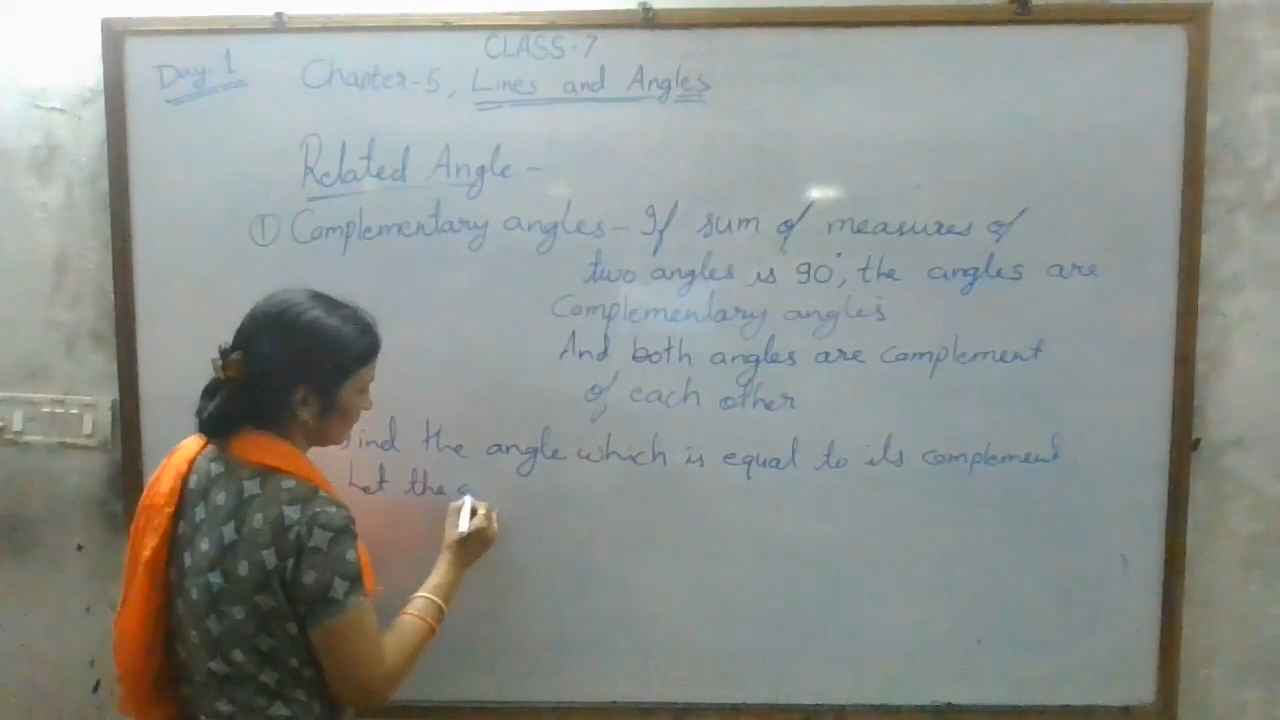 CLASS-7
Day-1
Chapter-5, Lines and Angles
Related Angle -
① Complementary angles - If sum of measures of
two angles is 90°, the angles are
Complementary angles
And both angles are complement
of each other
find the angle which is equal to its complement
Let the a